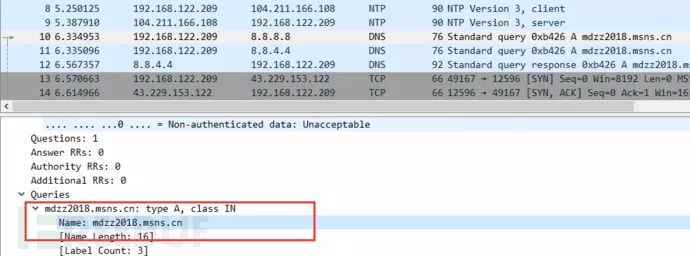 8 5.250125 192.168.122.209 104.211.166.108 NTP 90 NTP Version 3, client
9 5.387910 104.211.166.108 192.168.122.209 NTP 90 NTP Version 3, server
10 6.334953 192.168.122.209 8.8.8.8 DNS 76 Standard query 0xb426 A mdzz2018.msns.cn
11 6.335096 192.168.122.209 8.8.4.4 DNS 76 Standard query 0xb426 A mdzz2018.msns.cn
12 6.567357 8.8.4.4 192.168.122.209 DNS 92 Standard query response 0xb426 A mdzz2018.ms
13 6.570663 192.168.122.209 43.229.153.122 TCP 66 49167 → 12596 [SYN] Seq=0 Win=8192 Len=0 MS
14 6.614966 43.229.153.122 192.168.122.209 TCP 66 12596 → 49167 [SYN, ACK] Seq=0 Ack=1 Win=16
.... .... ...0 .... = Non-authenticated data: Unacceptable
Questions: 1
Answer RRs: 0
Authority RRs: 0
Additional RRs: 0
Queries
mdzz2018.msns.cn: type A, class IN
Name: mdzz2018.msns.cn
[Name Length: 16]
[Label Count: 3]